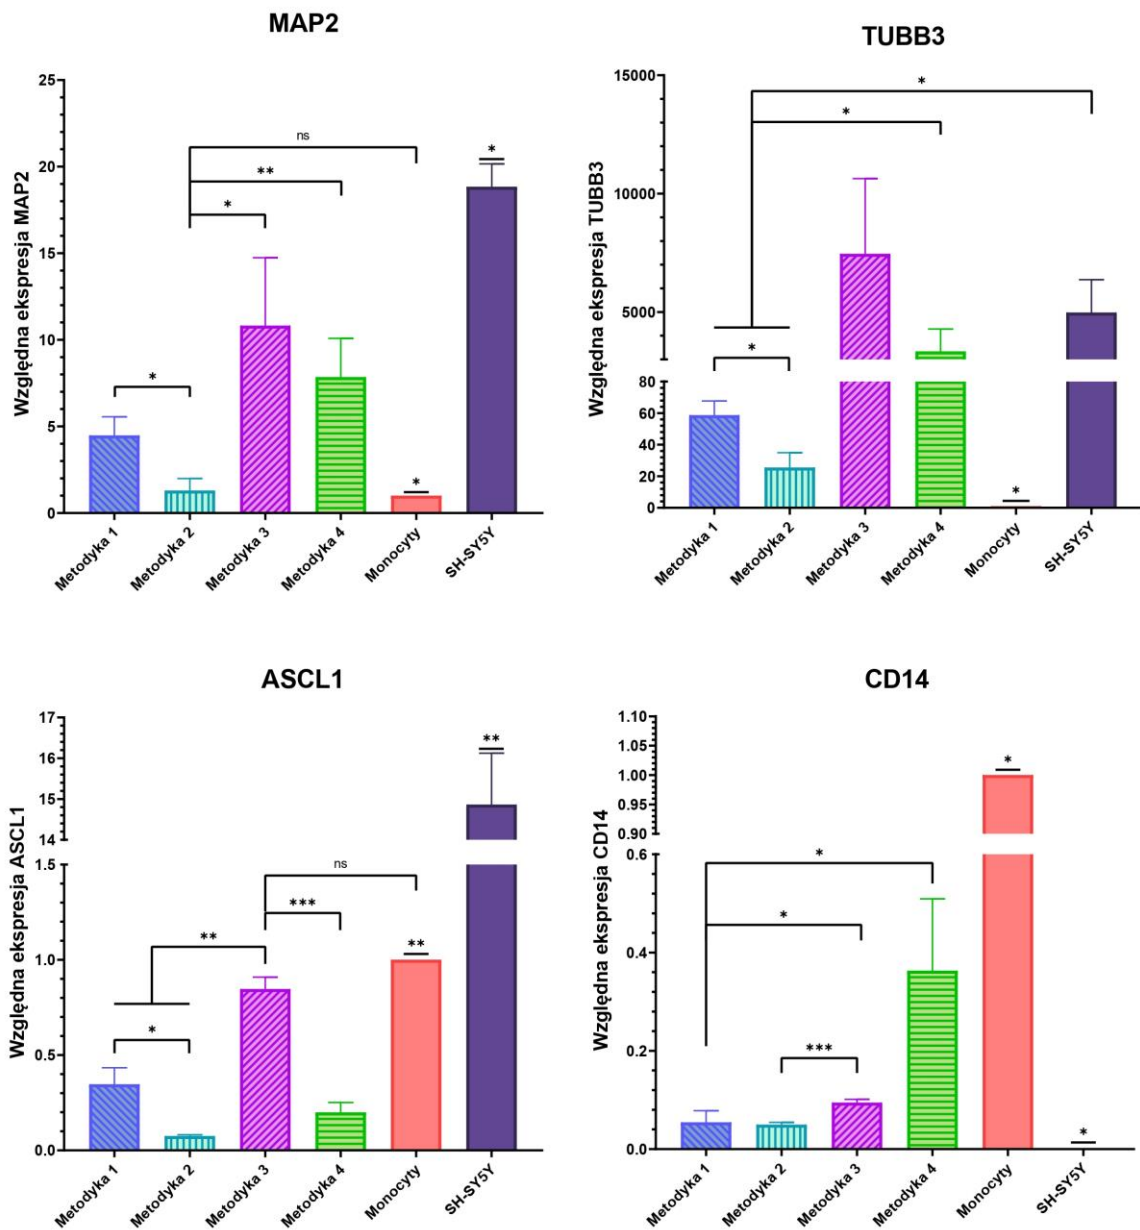 MAP2
Względna ekspresja MAP2
25
20
15
10
5
0
ns
**
*
*
*
*
Metodyka 1
Metodyka 2
Metodyka 3
Metodyka 4
Monocyty
SH-SY5Y
TUBB3
Względna ekspresja TUBB3
15000
10000
5000
80
60
40
20
0
*
*
*
*
Metodyka 1
Metodyka 2
Metodyka 3
Metodyka 4
Monocyty
SH-SY5Y
ASCL1
Względna ekspresja ASCL1
17
16
15
14
1.5
1.0
0.5
0.0
**
ns
***
**
**
*
Metodyka 1
Metodyka 2
Metodyka 3
Metodyka 4
Monocyty
SH-SY5Y
CD14
Względna ekspresja CD14
1.10
1.05
1.00
0.95
0.90
0.6
0.4
0.2
0.0
*
*
*
***
*
Metodyka 1
Metodyka 2
Metodyka 3
Metodyka 4
Monocyty
SH-SY5Y